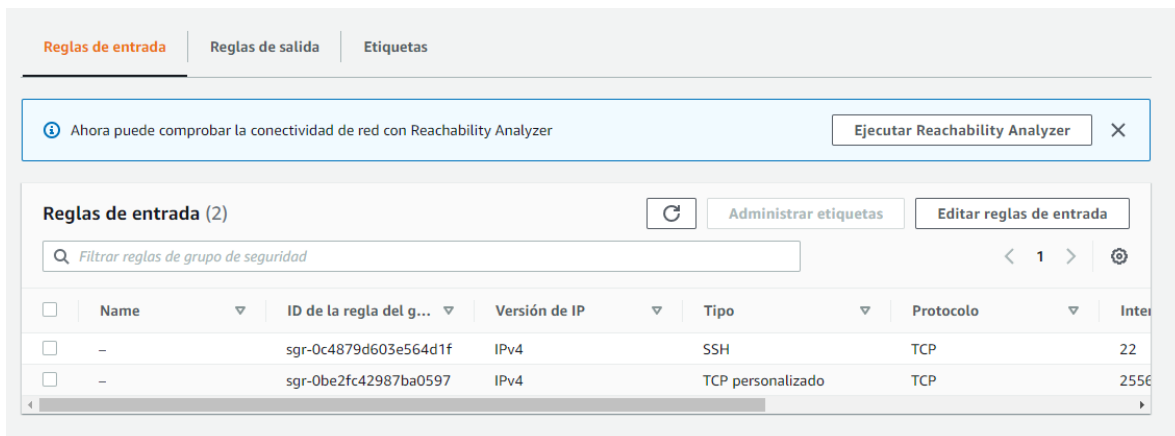 Reglas de entrada Reglas de salida Etiquetas
Ahora puede comprobar la conectividad de red con Reachability Analyzer Ejecutar Reachability Analyzer
Reglas de entrada (2) Administrar etiquetas Editar reglas de entrada
Filtrar reglas de grupo de seguridad 1
Name ID de la regla del g... Versión de IP Tipo Protocolo Inter
– sgr-0c4879d603e564d1f IPv4 SSH TCP 22
– sgr-0be2fc42987ba0597 IPv4 TCP personalizado TCP 2556